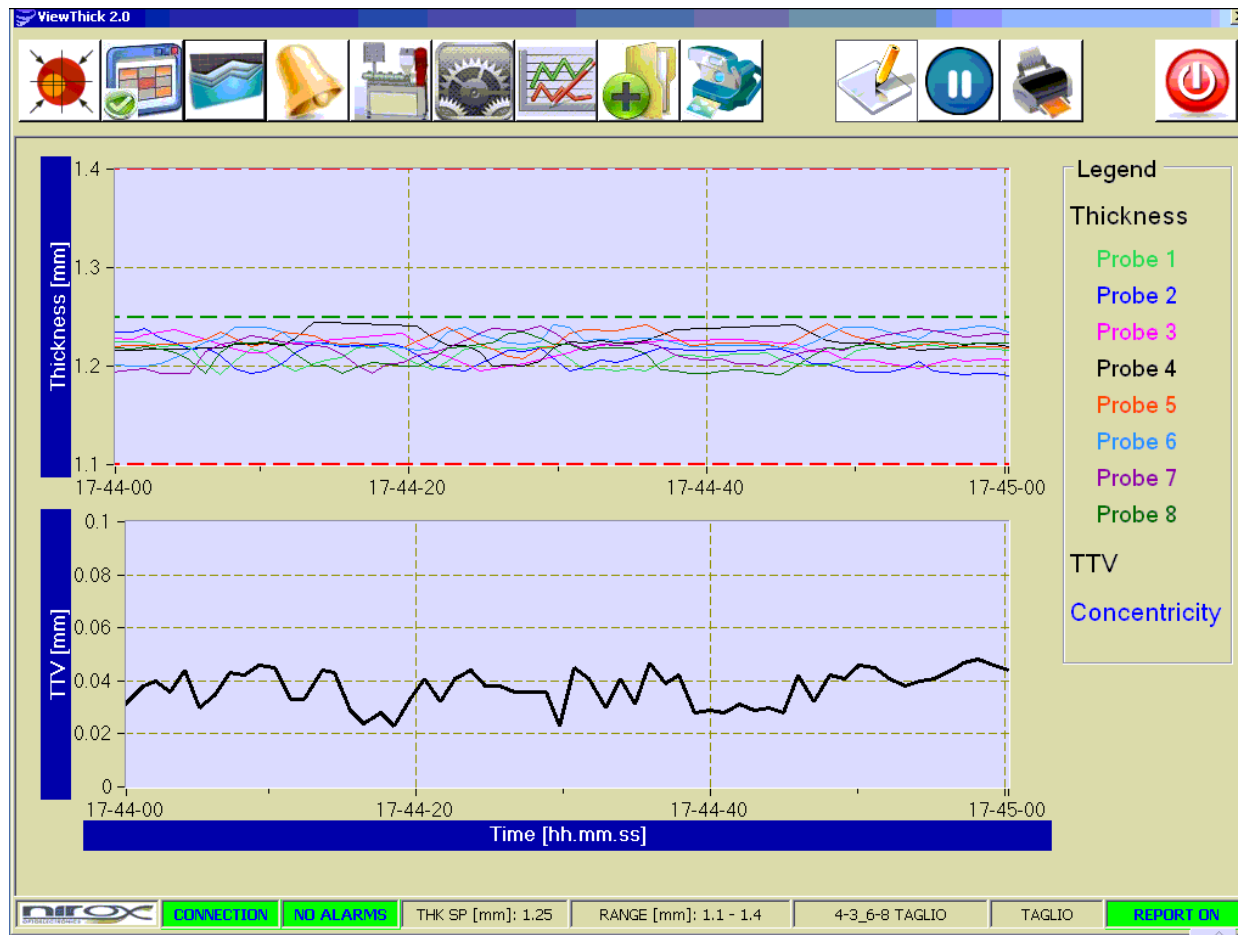 ViewThick 2.0
1.4
1.3
1.2
1.1
Thickness [mm]
17-44-00 17-44-20 17-44-40 17-45-00
0.1
0.08
0.06
0.04
0.02
0
TTV [mm]
17-44-00 17-44-20 17-44-40 17-45-00
Time [hh.mm.ss]
Legend
Thickness
Probe 1
Probe 2
Probe 3
Probe 4
Probe 5
Probe 6
Probe 7
Probe 8
TTV
Concentricity
nirox
CONNECTION NO ALARMS THK SP [mm]: 1.25 RANGE [mm]: 1.1 - 1.4 4-3_6-8 TAGLIO TAGLIO REPORT ON